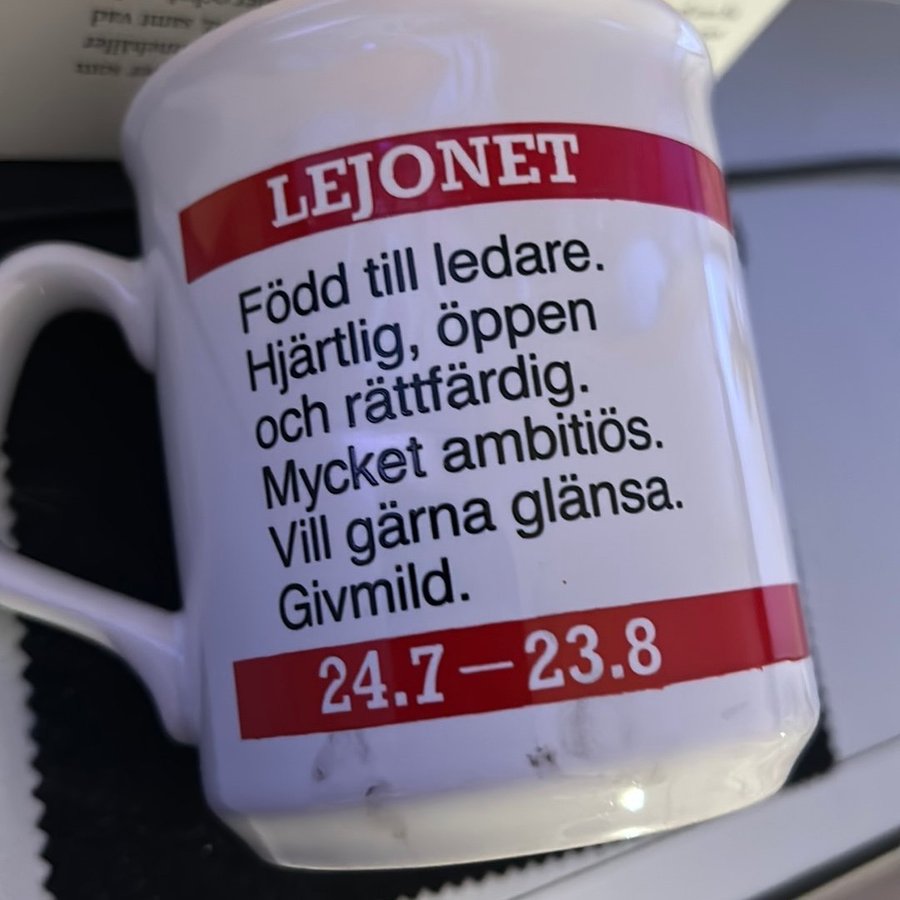 LEJONET
Född till ledare.
Hjärtlig, öppen
och rättfärdig.
Mycket ambitiös.
Vill gärna glänsa.
Givmild.
24.7—23.8